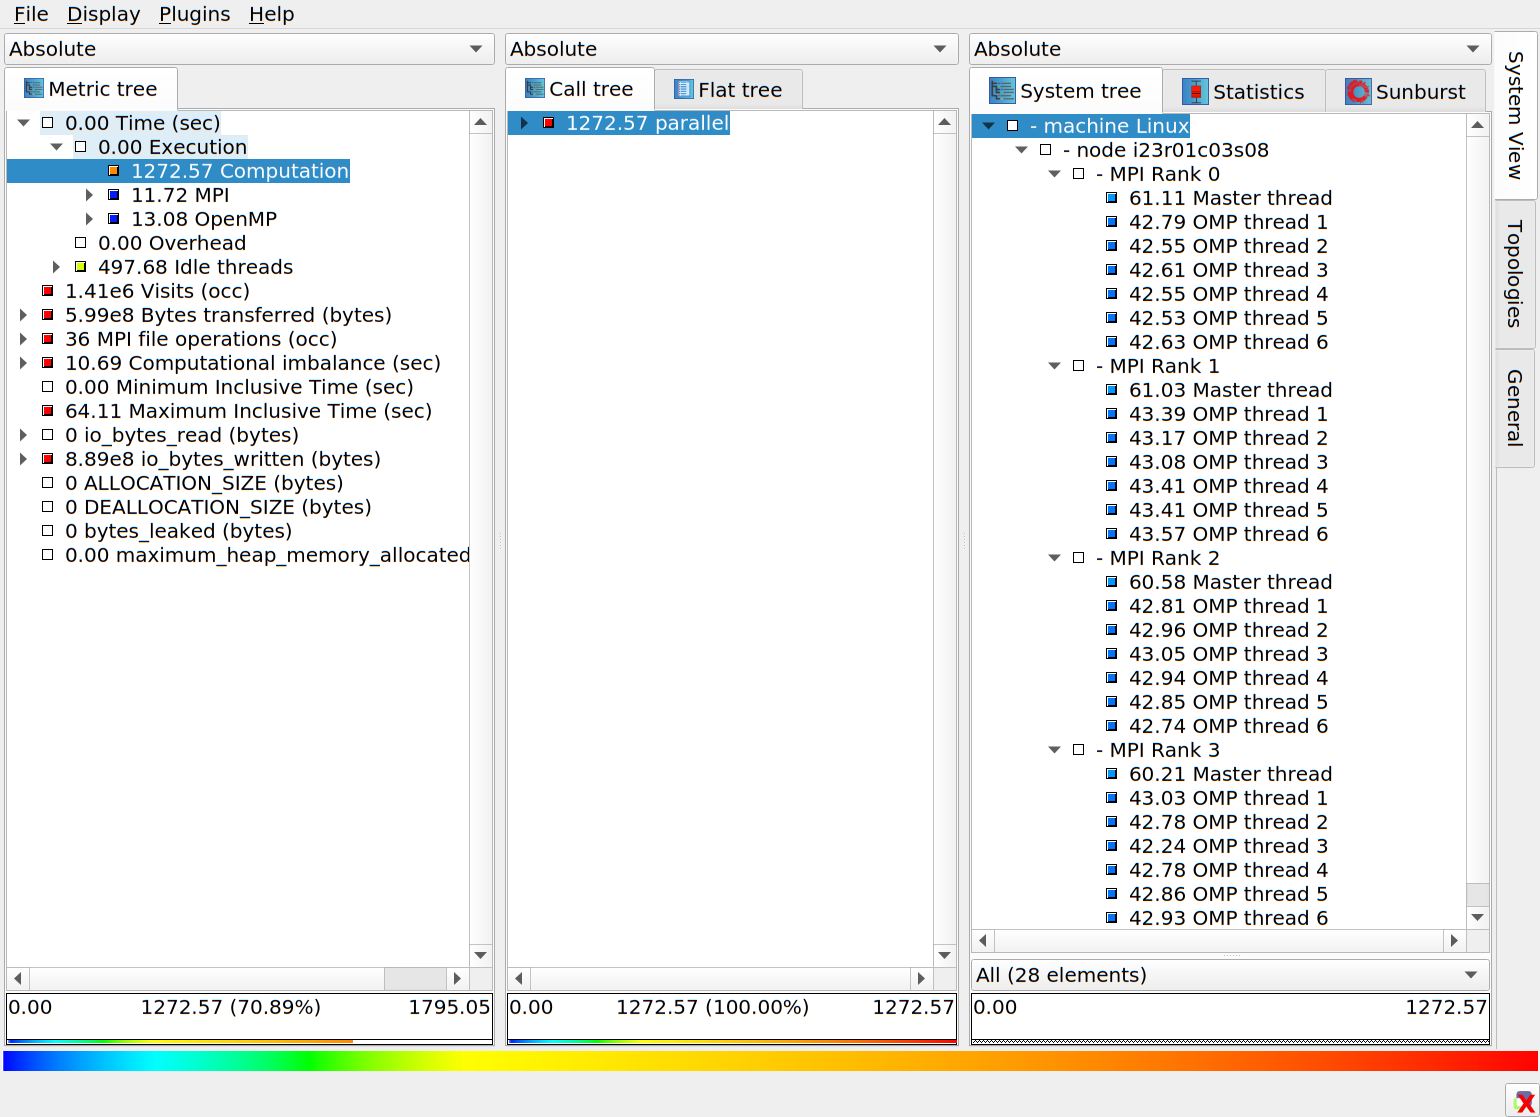 File Display Plugins Help
Absolute
Metric tree
0.00 Time (sec)
0.00 Execution
1272.57 Computation
11.72 MPI
13.08 OpenMP
0.00 Overhead
497.68 Idle threads
1.41e6 Visits (occ)
5.99e8 Bytes transferred (bytes)
36 MPI file operations (occ)
10.69 Computational imbalance (sec)
0.00 Minimum Inclusive Time (sec)
64.11 Maximum Inclusive Time (sec)
0 io_bytes_read (bytes)
8.89e8 io_bytes_written (bytes)
0 ALLOCATION_SIZE (bytes)
0 DEALLOCATION_SIZE (bytes)
0 bytes_leaked (bytes)
0.00 maximum_heap_memory_allocated
0.00 1272.57 (70.89%) 1795.05
Absolute
Call tree Flat tree
1272.57 parallel
0.00 1272.57 (100.00%) 1272.57
Absolute
System tree Statistics Sunburst
- machine Linux
- node i23r01c03s08
- MPI Rank 0
61.11 Master thread
42.79 OMP thread 1
42.55 OMP thread 2
42.61 OMP thread 3
42.55 OMP thread 4
42.53 OMP thread 5
42.63 OMP thread 6
- MPI Rank 1
61.03 Master thread
43.39 OMP thread 1
43.17 OMP thread 2
43.08 OMP thread 3
43.41 OMP thread 4
43.41 OMP thread 5
43.57 OMP thread 6
- MPI Rank 2
60.58 Master thread
42.81 OMP thread 1
42.96 OMP thread 2
43.05 OMP thread 3
42.94 OMP thread 4
42.85 OMP thread 5
42.74 OMP thread 6
- MPI Rank 3
60.21 Master thread
43.03 OMP thread 1
42.78 OMP thread 2
42.24 OMP thread 3
42.78 OMP thread 4
42.86 OMP thread 5
42.93 OMP thread 6
All (28 elements)
0.00 1272.57
System View
Topologies
General